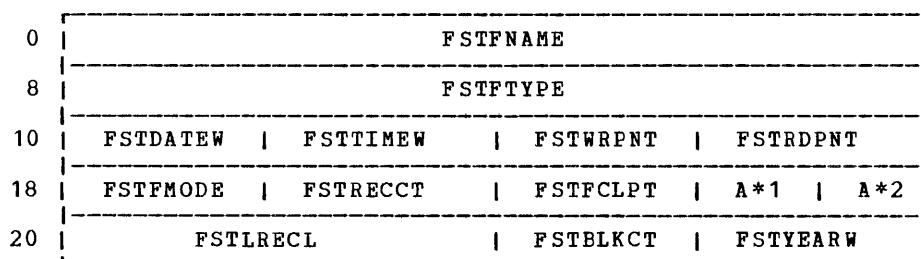 0 | FSTFNAME
8 | FSTFTYPE
10 | FSTDATEW | FSTTIMEW | FSTWRPNT | FSTRDPNT
18 | FSTFMODE | FSTRECCT | FSTFCLPT | A*1 | A*2
20 | FSTLRECL | FSTBLKCT | FSTYEARW